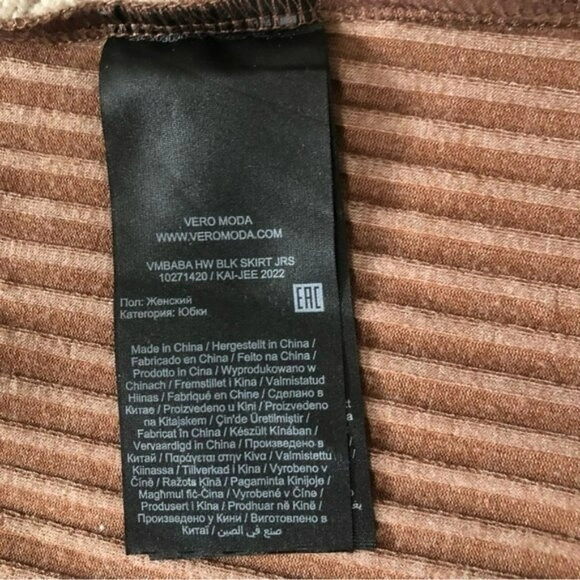 VERO MODA
WWW.VEROMODA.COM
VMBABA HW BLK SKIRT JRS
10271420 / KAI-JEE 2022
EAC
Пол: Женский
Категория: Юбки
Made in China / Hergestellt in China /
Fabricado en China / Feito na China /
Prodotto in Cina / Wyprodukowano w
Chinach / Fremstillet i Kina / Valmistatud
Hiinas / Fabriqué en Chine / Сделано в
Китае / Proizvedeno u Kini / Proizvedeno
na Kitajskem / Çin'de Üretilmiştir /
Fabricat în China / Készült Kínában /
Vervaardigd in China / Произведено в
Китай / Παράγεται στην Κίνα / Valmistettu
Kiinassa / Tillverkad i Kina / Vyrobeno v
Číně / Ražots Ķīnā / Pagaminta Kinijoje /
Magħmul fiċ-Ċina / Vyrobené v Číne /
Produsert i Kina / Prodhuar në Kinë /
Произведено у Кини / Виготовлено в
Китаї / صنع في الصين